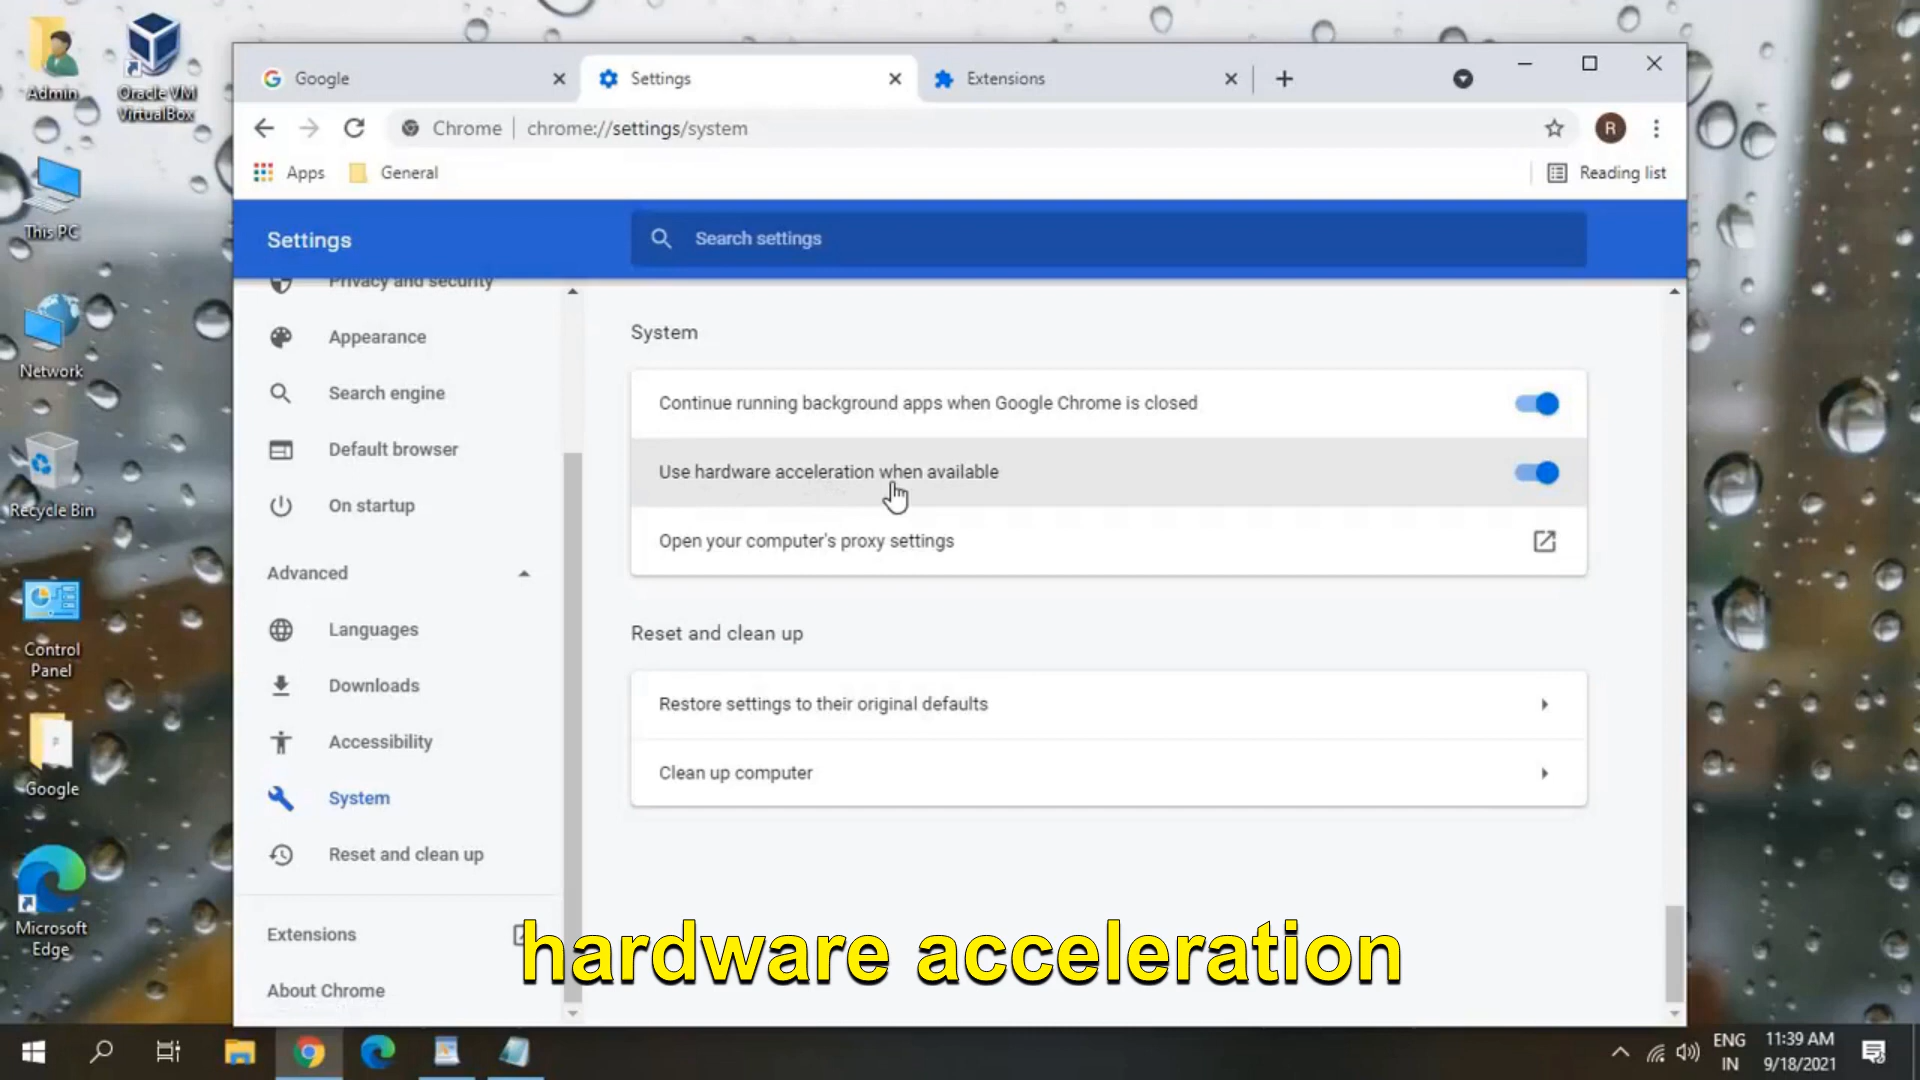 Admin
Oracle VM
VirtualBox
This PC
Network
Recycle Bin
Control
Panel
Google
Microsoft
Edge
Google
Settings
Extensions
Chrome
chrome://settings/system
R
Apps
General
Reading list
Settings
Search settings
Privacy and security
Appearance
Search engine
Default browser
On startup
Advanced
Languages
Downloads
Accessibility
System
Reset and clean up
Extensions
About Chrome
System
Continue running background apps when Google Chrome is closed
Use hardware acceleration when available
Open your computer's proxy settings
Reset and clean up
Restore settings to their original defaults
Clean up computer
hardware acceleration
ENG
IN
11:39 AM
9/18/2021